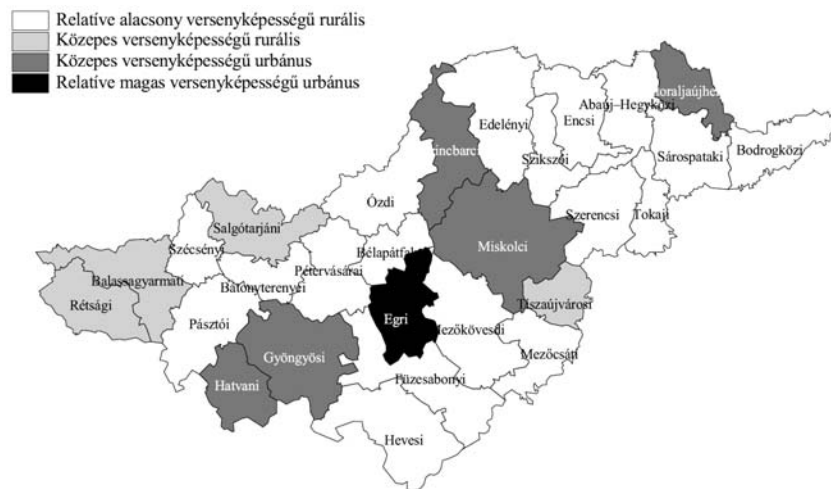 Relatíve alacsony versenyképességű rurális
Közepes versenyképességű rurális
Közepes versenyképességű urbánus
Relatíve magas versenyképességű urbánus
Abaúj–Hegyközi
Edelényi
Encsi
Sárospataki
Bodrogközi
Szikszói
Ózdi
Szerencsi
Tokaji
Salgótarjáni
Szécsényi
Miskolci
Pétervásárai
Balassagyarmati
Bátonyterenyei
Rétsági
Tiszaújvárosi
Pásztói
Egri
Mezőcsáti
Gyöngyösi
Füzesabonyi
Hatvani
Hevesi